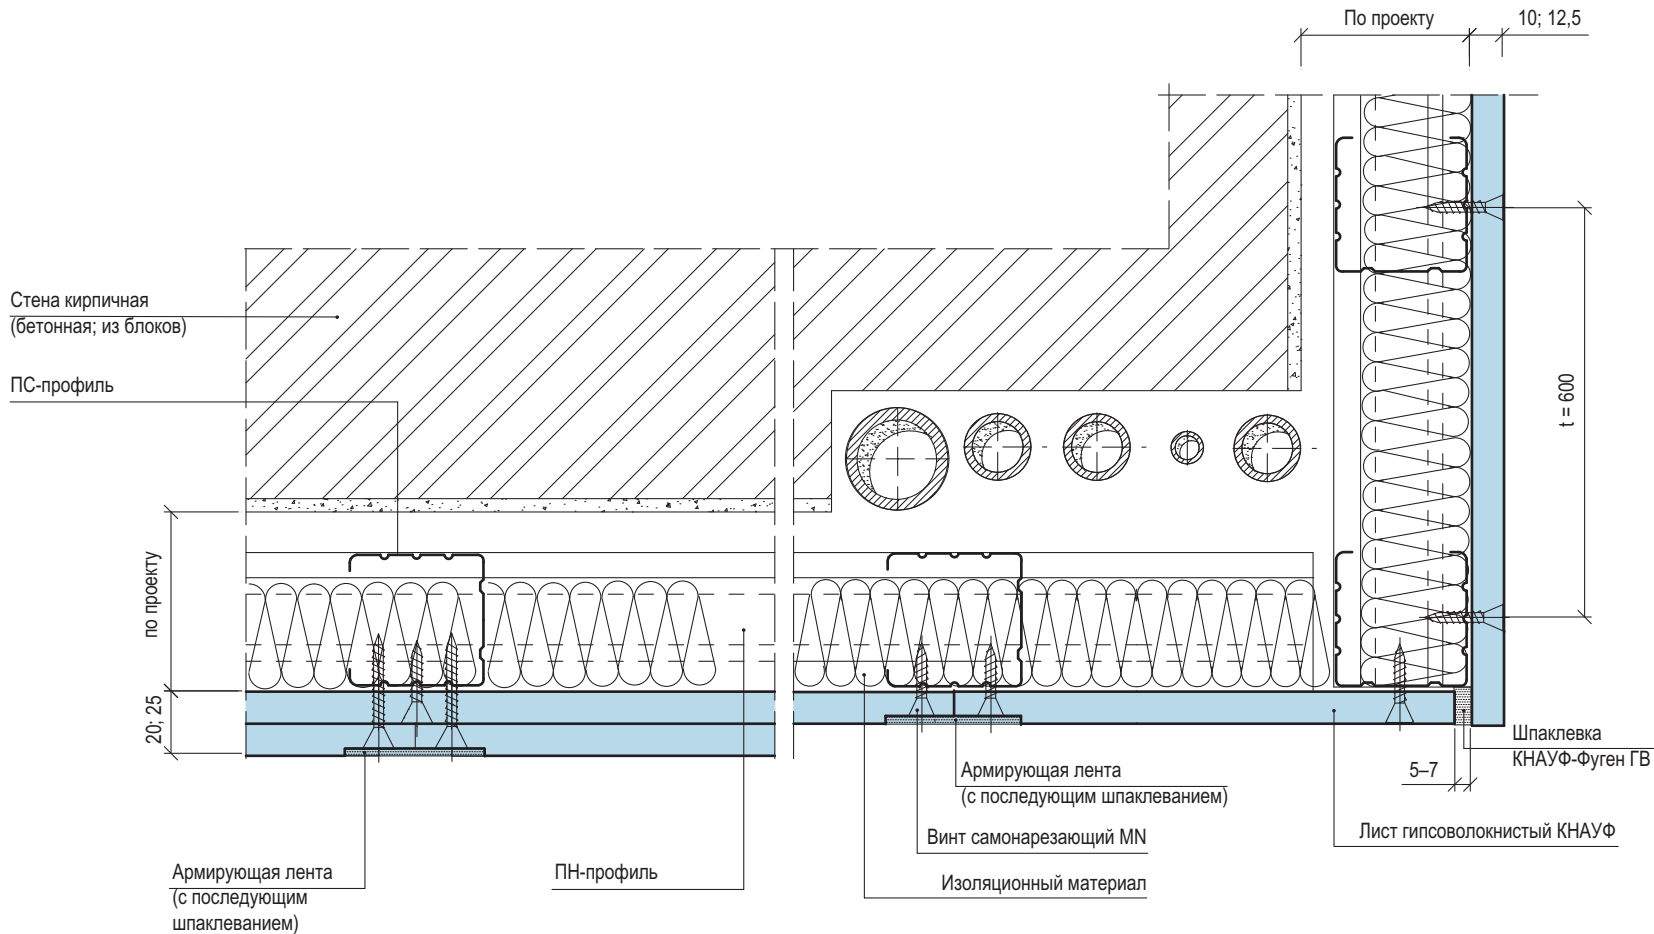 По проекту
10; 12,5
Стена кирпичная
(бетонная; из блоков)
ПС-профиль
t = 600
по проекту
20; 25
Шпаклевка
КНАУФ-Фуген ГВ
5–7
Армирующая лента
(с последующим шпаклеванием)
Лист гипсоволокнистый КНАУФ
Винт самонарезающий MN
Армирующая лента
(с последующим
шпаклеванием)
ПН-профиль
Изоляционный материал